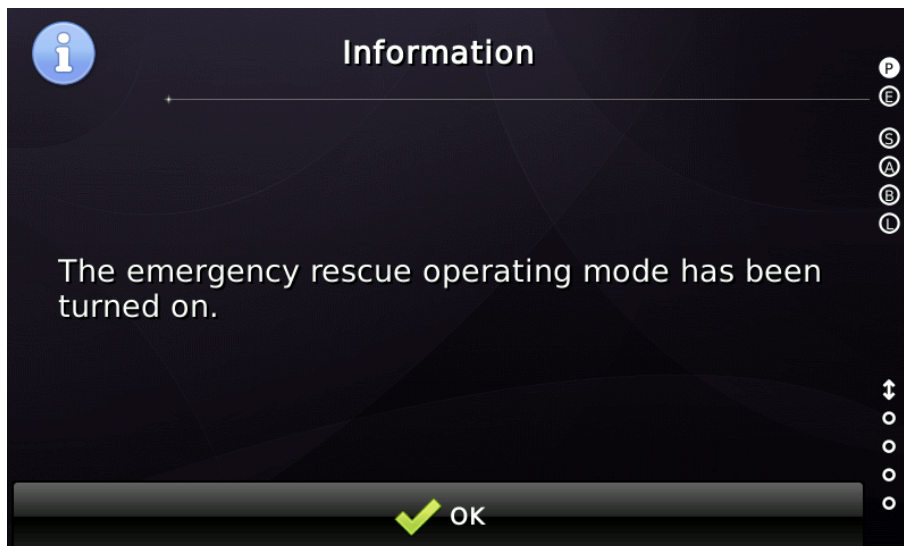 Information
P
E
S
A
B
L
The emergency rescue operating mode has been
turned on.
OK